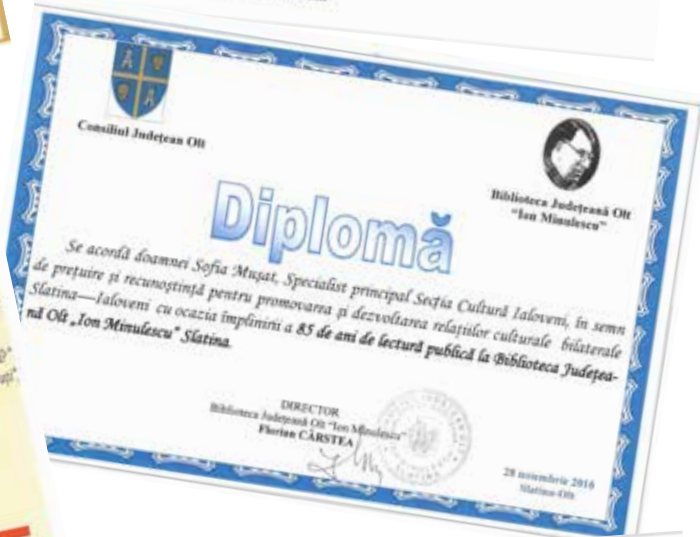 Consiliul Județean Olt
Biblioteca Județeană Olt
"Ion Minulescu"
Diplomă
Se acordă doamnei Sofia Mușat, Specialist principal Secția Cultură Ialoveni, în semn
de prețuire și recunoștință pentru promovarea și dezvoltarea relațiilor culturale bilaterale
Slatina—Ialoveni cu ocazia împlinirii a 85 de ani de lectură publică la Biblioteca Județea-
nă Olt „Ion Minulescu" Slatina.
DIRECTOR
Biblioteca Județeană Olt "Ion Minulescu"
Florian CÂRSTEA
28 noiembrie 2016
Slatina-Olt